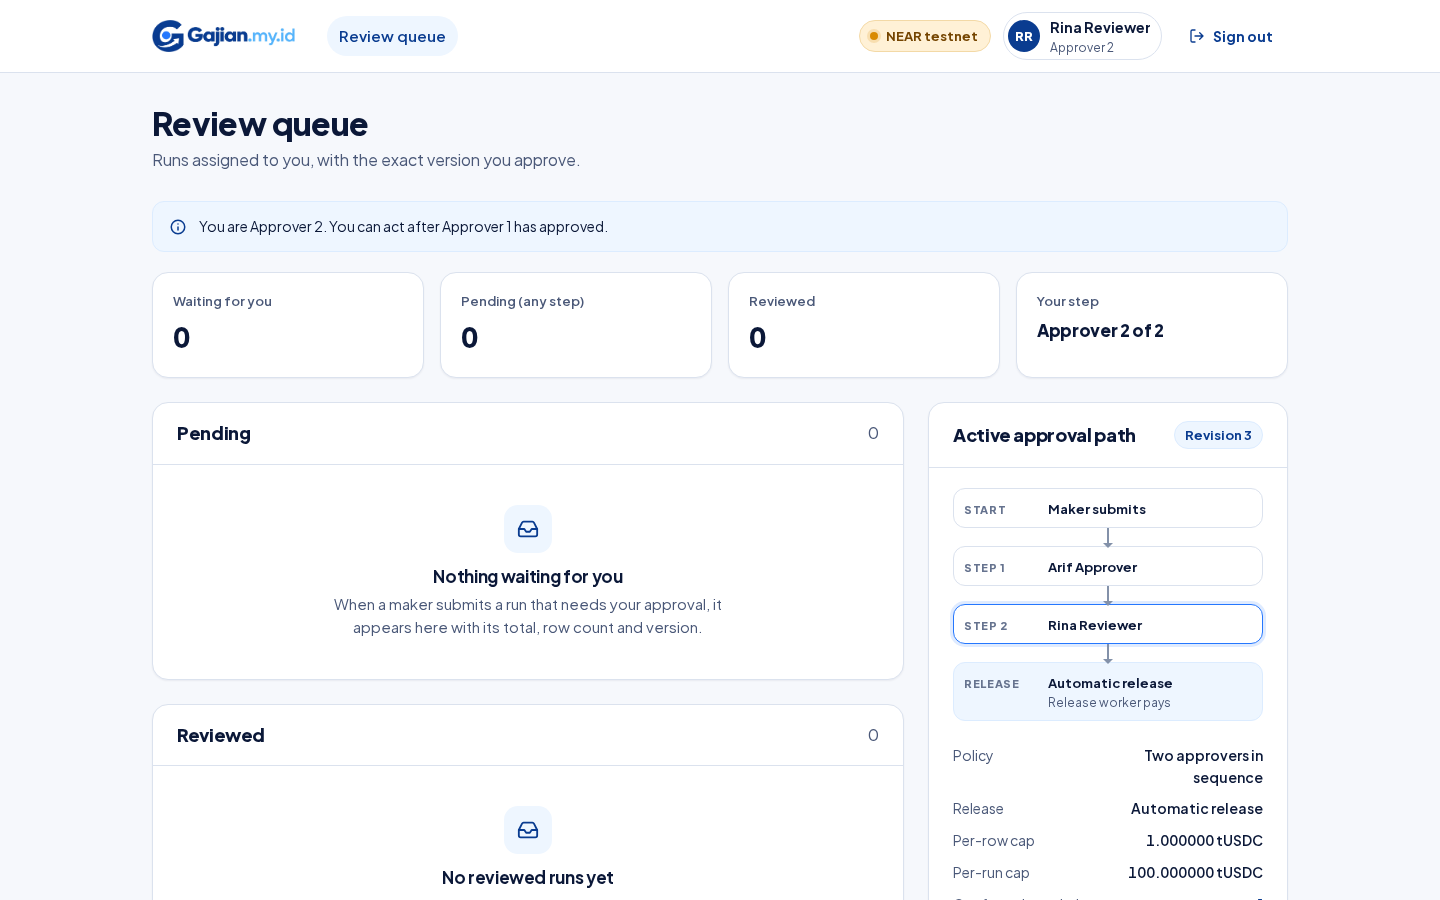 Gajian.my.id
Review queue
NEAR testnet
RR
Rina Reviewer
Approver 2
Sign out
Review queue
Runs assigned to you, with the exact version you approve.
You are Approver 2. You can act after Approver 1 has approved.
Waiting for you
0
Pending (any step)
0
Reviewed
0
Your step
Approver 2 of 2
Pending
0
Nothing waiting for you
When a maker submits a run that needs your approval, it
appears here with its total, row count and version.
Reviewed
0
No reviewed runs yet
Active approval path
Revision 3
START
Maker submits
STEP 1
Arif Approver
STEP 2
Rina Reviewer
RELEASE
Automatic release
Release worker pays
Policy
Two approvers in
sequence
Release
Automatic release
Per-row cap
1.000000 tUSDC
Per-run cap
100.000000 tUSDC